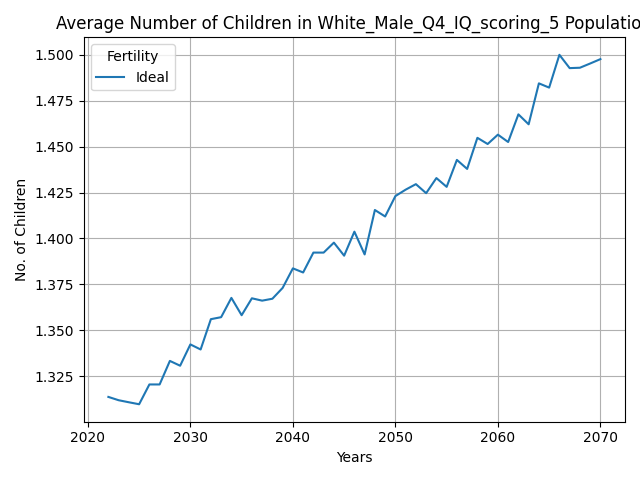 Average Number of Children in White_Male_Q4_IQ_scoring_5 Populatio
Fertility
Ideal
No. of Children
1.500
1.475
1.450
1.425
1.400
1.375
1.350
1.325
2020 2030 2040 2050 2060 2070
Years